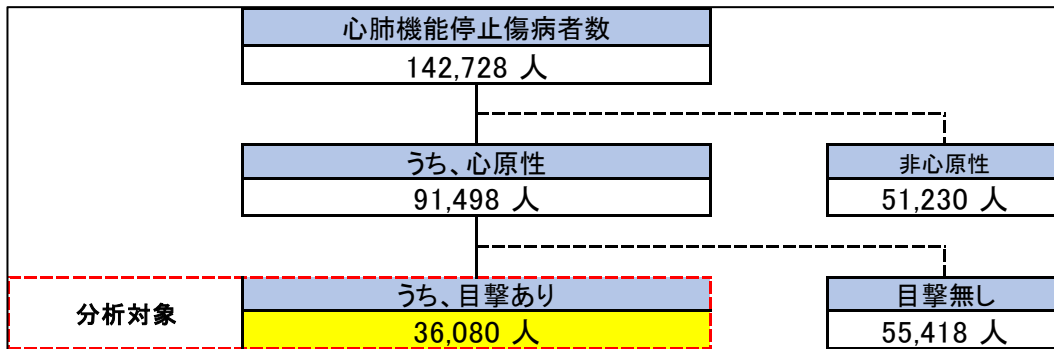 心肺機能停止傷病者数
142,728 人
うち、心原性
91,498 人
非心原性
51,230 人
分析対象
うち、目撃あり
36,080 人
目撃無し
55,418 人